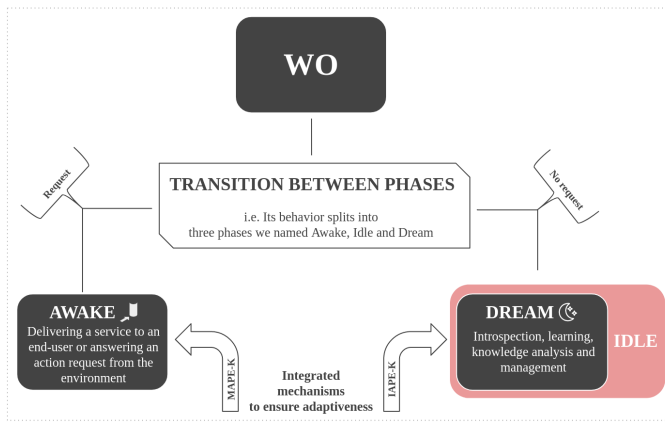 WO
Request
TRANSITION BETWEEN PHASES
i.e. Its behavior splits into
three phases we named Awake, Idle and Dream
No request
AWAKE
Delivering a service to an
end-user or answering an
action request from the
environment
MAPE-K
Integrated
mechanisms
to ensure adaptiveness
IAPE-K
DREAM
Introspection, learning,
knowledge analysis and
management
IDLE